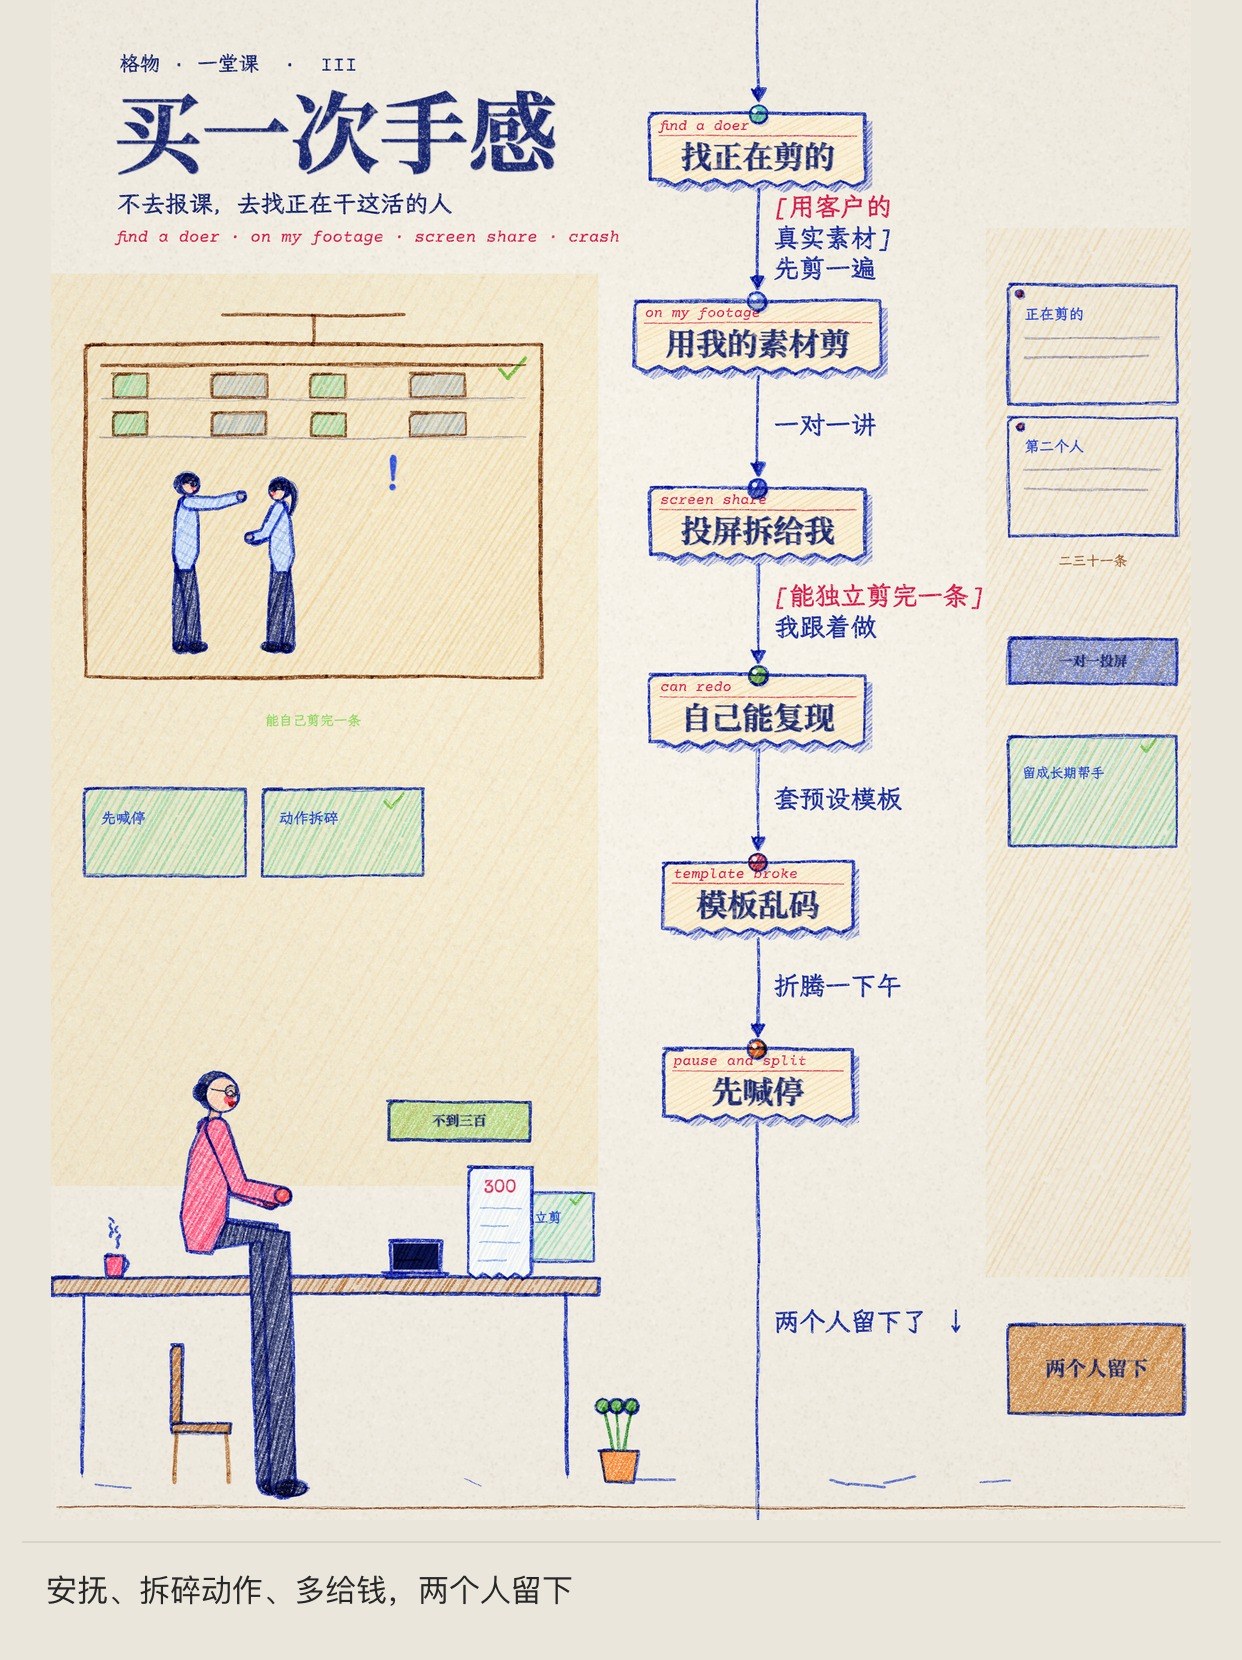 格物 · 一堂课 · III
买一次手感
不去报课，去找正在干这活的人
find a doer · on my footage · screen share · crash
能自己剪完一条
先喊停
动作拆碎
不到三百
300
立剪
find a doer
找正在剪的
[用客户的
真实素材]
先剪一遍
on my footage
用我的素材剪
一对一讲
screen share
投屏拆给我
[能独立剪完一条]
我跟着做
can redo
自己能复现
套预设模板
template broke
模板乱码
折腾一下午
pause and split
先喊停
两个人留下了 ↓
正在剪的
第二个人
二三十一条
一对一投屏
留成长期帮手
两个人留下
安抚、拆碎动作、多给钱，两个人留下